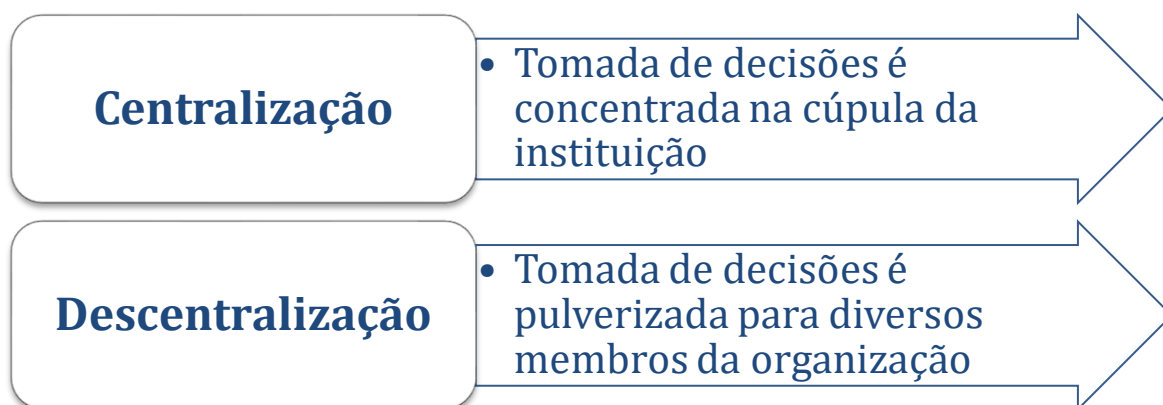 Centralização
• Tomada de decisões é
concentrada na cúpula da
instituição
Descentralização
• Tomada de decisões é
pulverizada para diversos
membros da organização